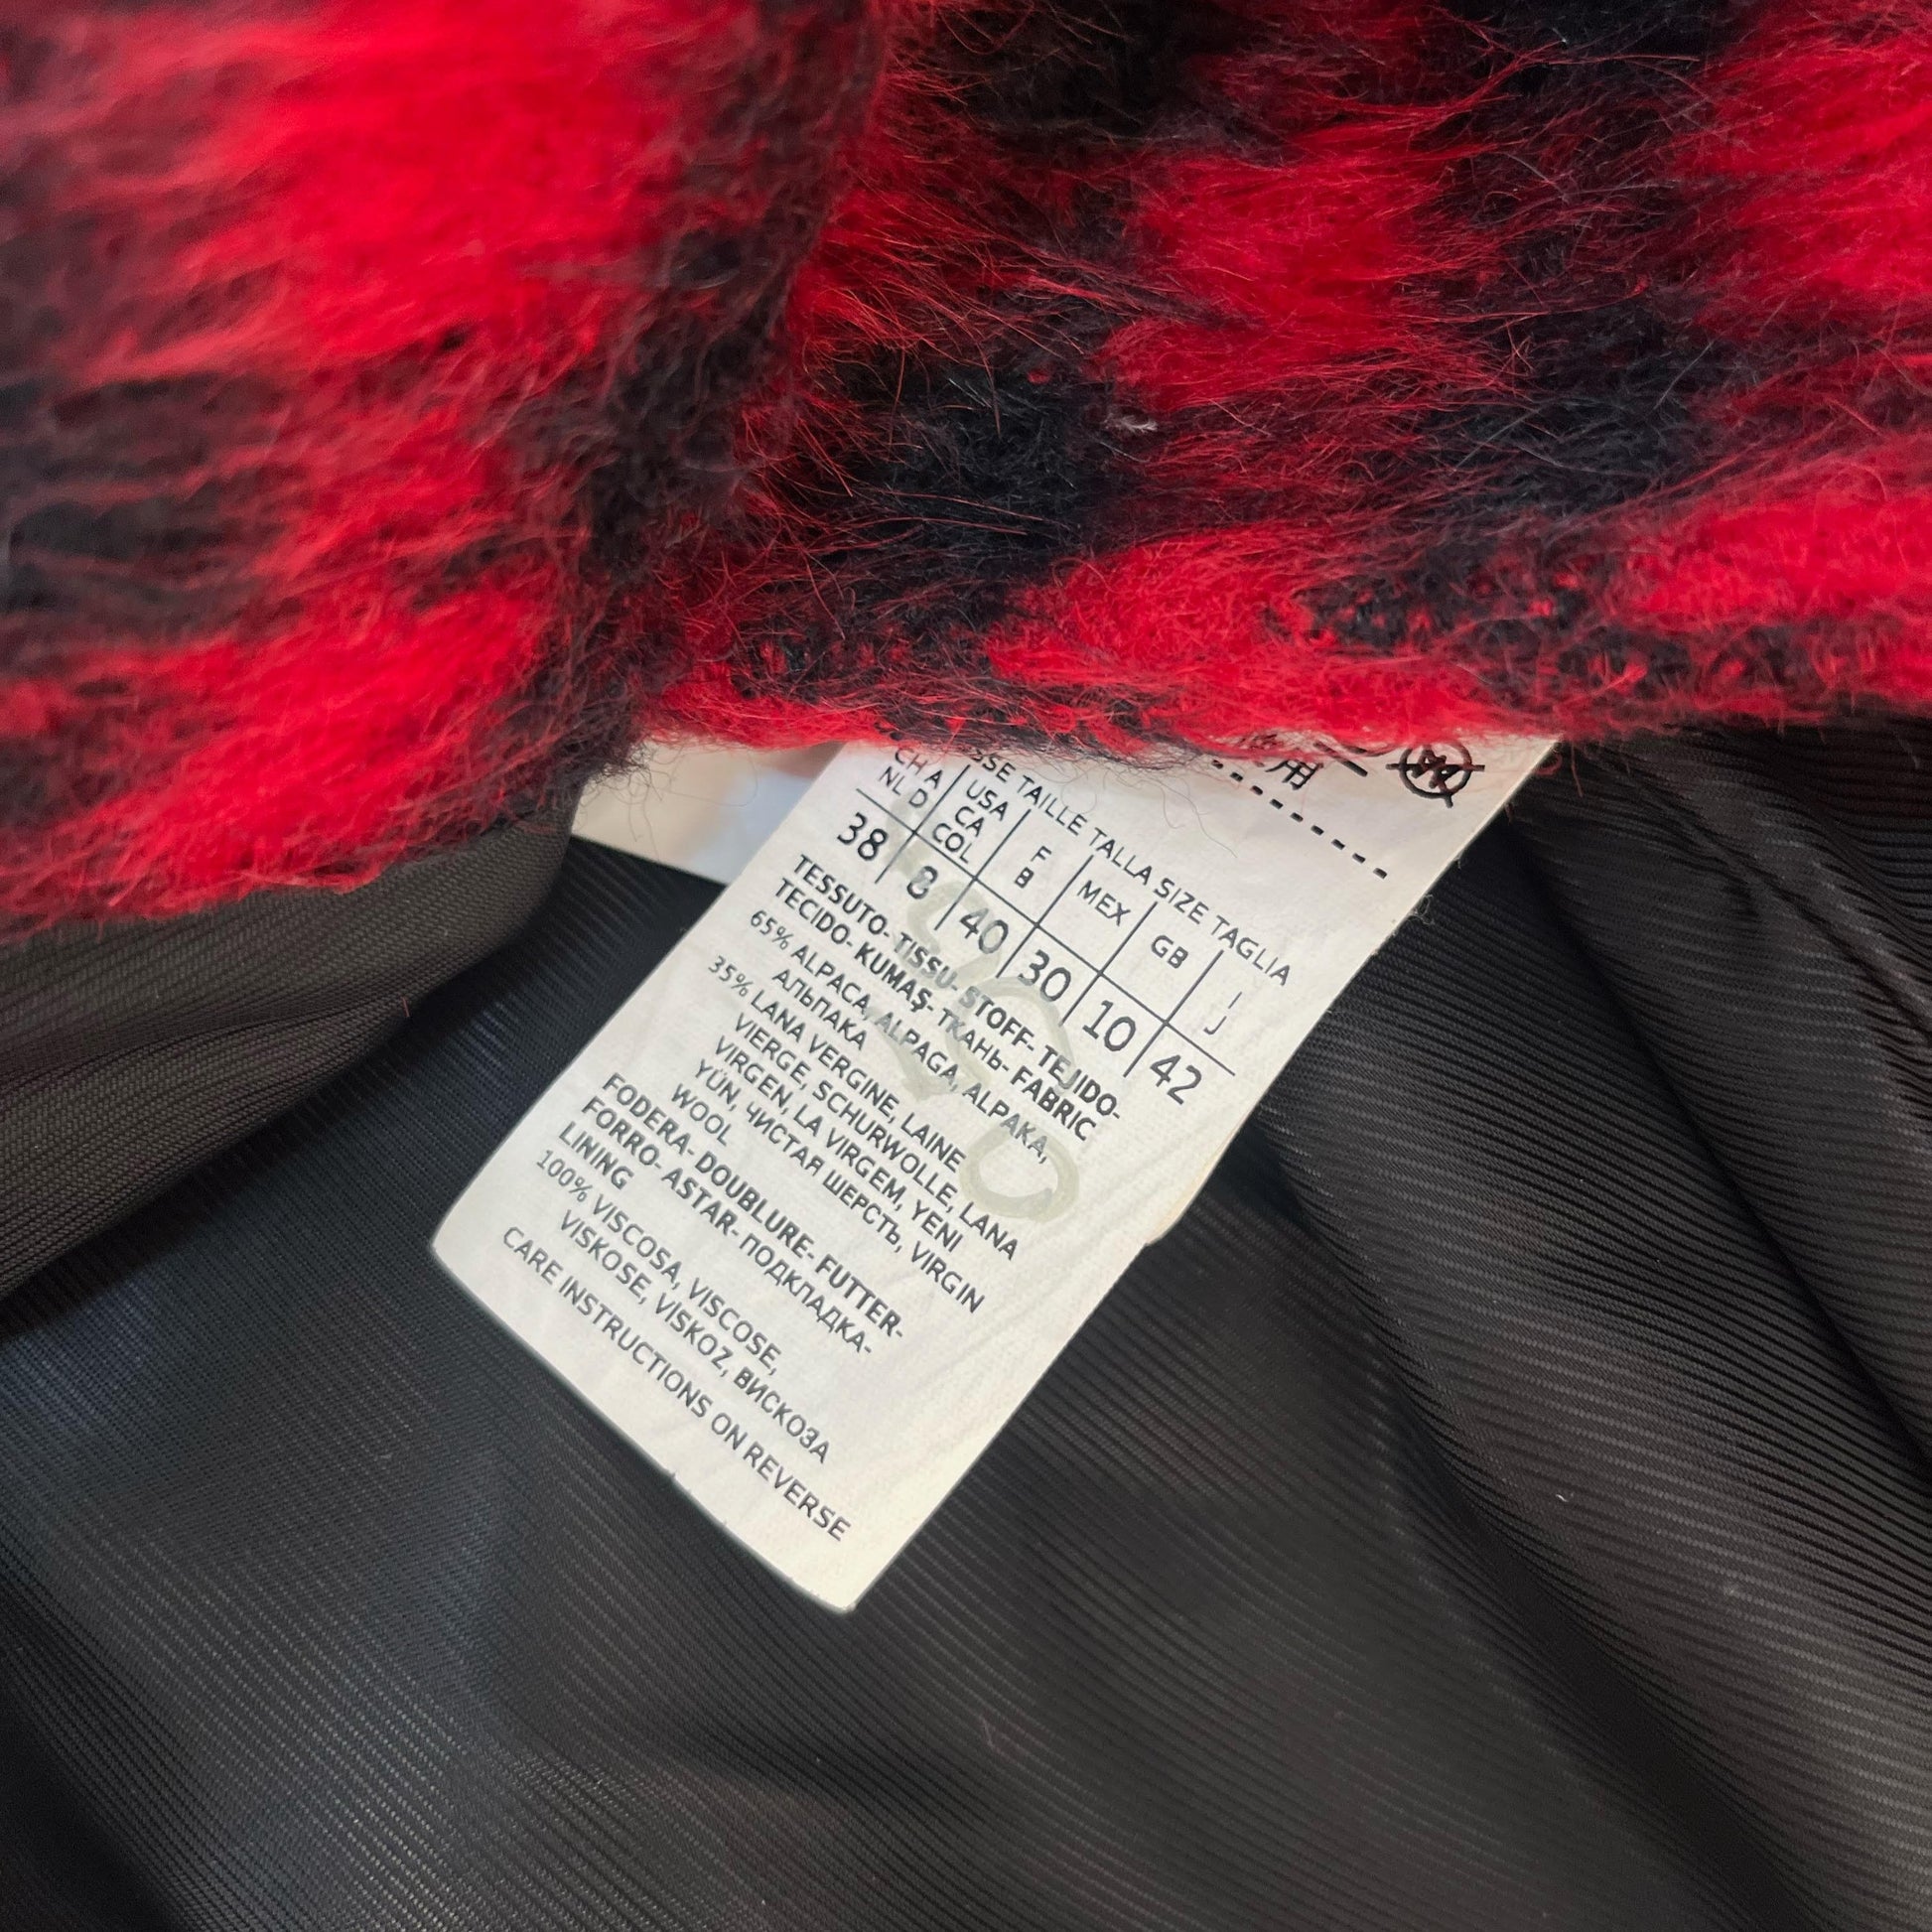 用
SSE TAILLE TALLA SIZE TAGLIA
CH A
NL D
USA
CA
COL
F
B
MEX
GB
I
J
38 8 40 30 10 42
TESSUTO- TISSU- STOFF- TEJIDO-
TECIDO- KUMAŞ- ТКАНЬ- FABRIC
65% ALPACA, ALPAGA, ALPAKA,
АЛЬПАКА
35% LANA VERGINE, LAINE
VIERGE, SCHURWOLLE, LANA
VIRGEN, LA VIRGEM, YENI
YÜN, ЧИСТАЯ ШЕРСТЬ, VIRGIN
WOOL
FODERA- DOUBLURE- FUTTER-
FORRO- ASTAR- ПОДКЛАДКА-
LINING
100% VISCOSA, VISCOSE,
VISKOSE, VISKOZ, ВИСКОЗА
CARE INSTRUCTIONS ON REVERSE